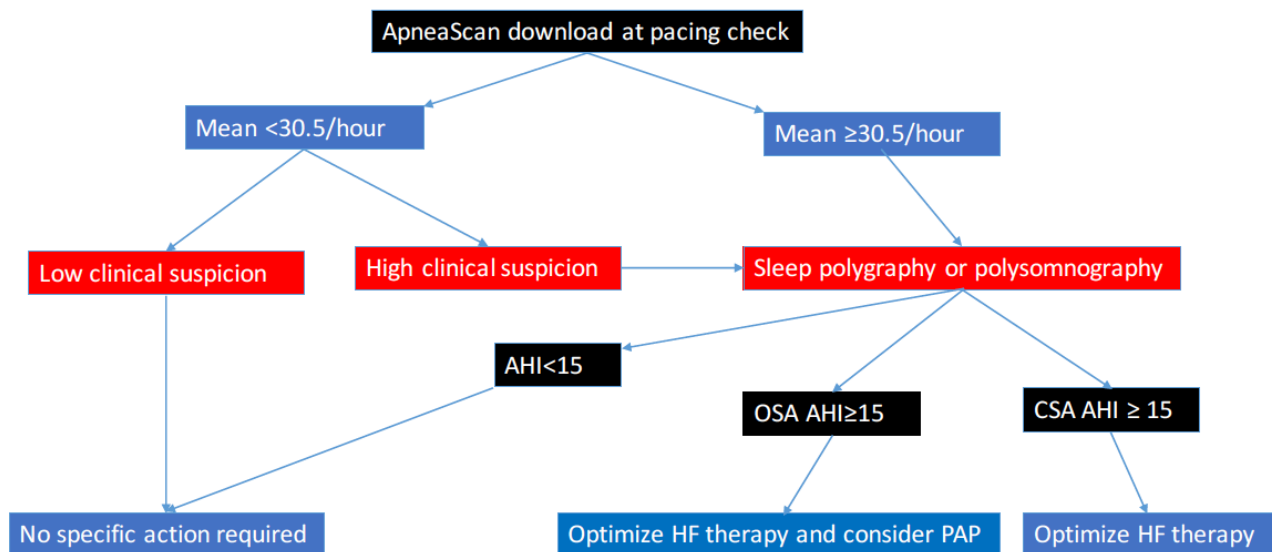 ApneaScan download at pacing check
Mean <30.5/hour
Mean ≥30.5/hour
Low clinical suspicion
High clinical suspicion
Sleep polygraphy or polysomnography
AHI<15
OSA AHI≥15
CSA AHI ≥ 15
No specific action required
Optimize HF therapy and consider PAP
Optimize HF therapy